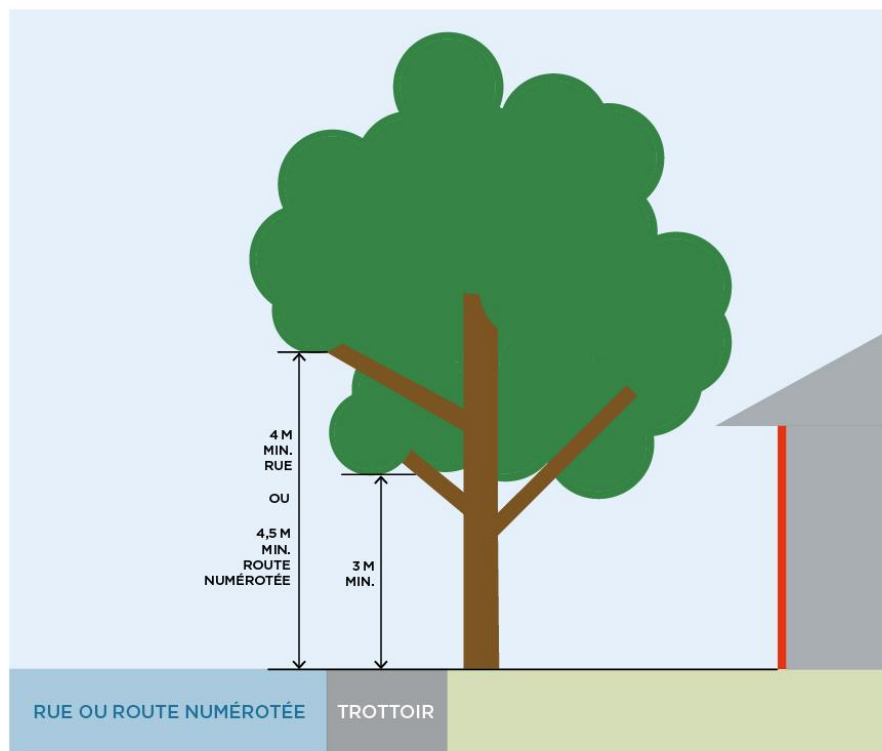 4 M
MIN.
RUE
OU
4,5 M
MIN.
ROUTE
NUMÉROTÉE
3 M
MIN.
RUE OU ROUTE NUMÉROTÉE
TROTTOIR